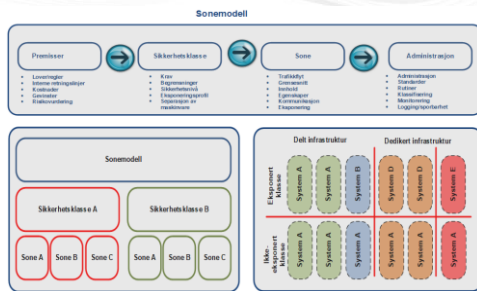 Sonemodell
Premisser
Sikkerhetsklasse
Sone
Administrasjon
Lover/regler
Interne retningslinjer
Kostnader
Gevinster
Risikovurdering
Krav
Begrensninger
Sikkerhetsnivå
Eksponeringsprofil
Separasjon av
maskinvare
Trafikkflyt
Grensesnitt
Innhold
Egenskaper
Kommunikasjon
Eksponering
Administrasjon
Standarder
Rutiner
Klassifisering
Monitorering
Logging/sporbarhet
Sonemodell
Sikkerhetsklasse A
Sikkerhetsklasse B
Sone A
Sone B
Sone C
Sone A
Sone B
Sone C
Delt infrastruktur
Dedikert infrastruktur
Eksponert
klasse
System A
System A
System B
System D
System D
System E
Ikke-
eksponert
klasse
System A
System A
System A
System A
System A
System A